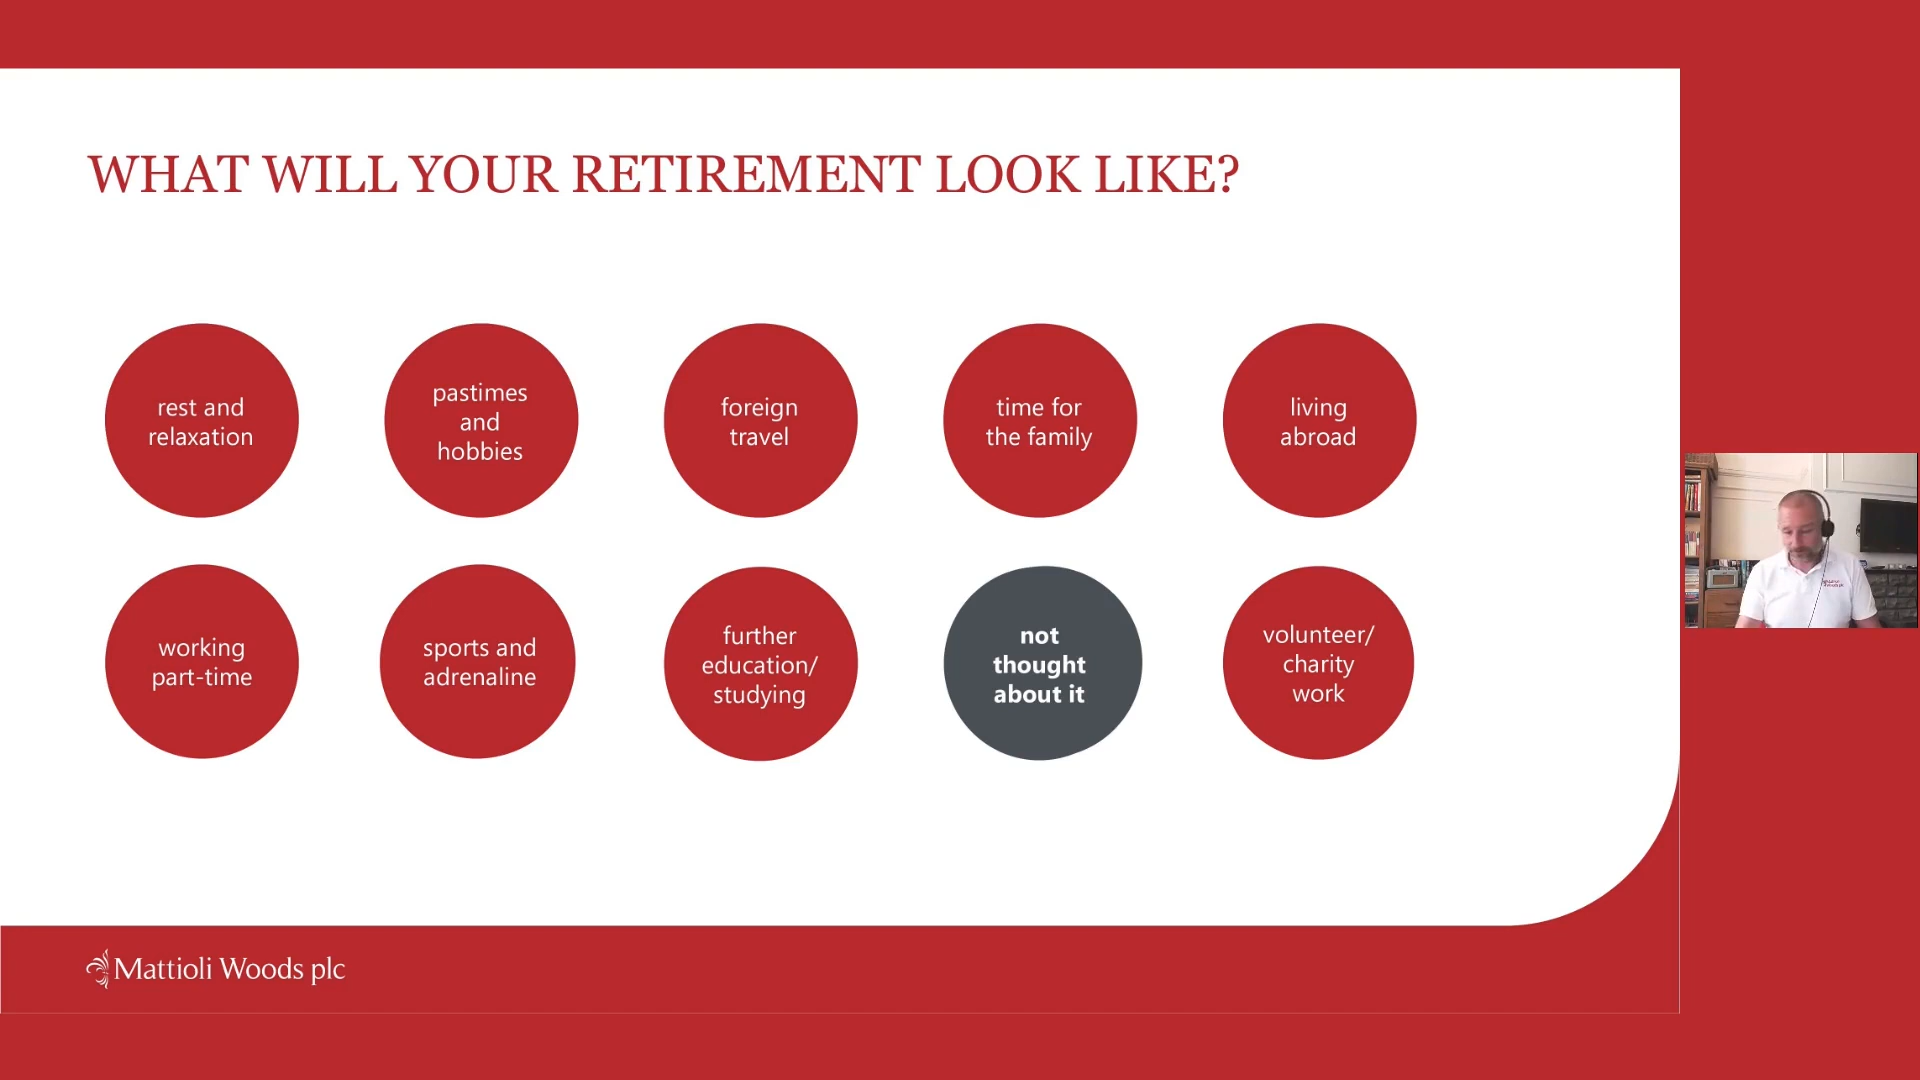 WHAT WILL YOUR RETIREMENT LOOK LIKE?
rest and
relaxation
pastimes
and
hobbies
foreign
travel
time for
the family
living
abroad
working
part-time
sports and
adrenaline
further
education/
studying
not
thought
about it
volunteer/
charity
work
Mattioli Woods plc